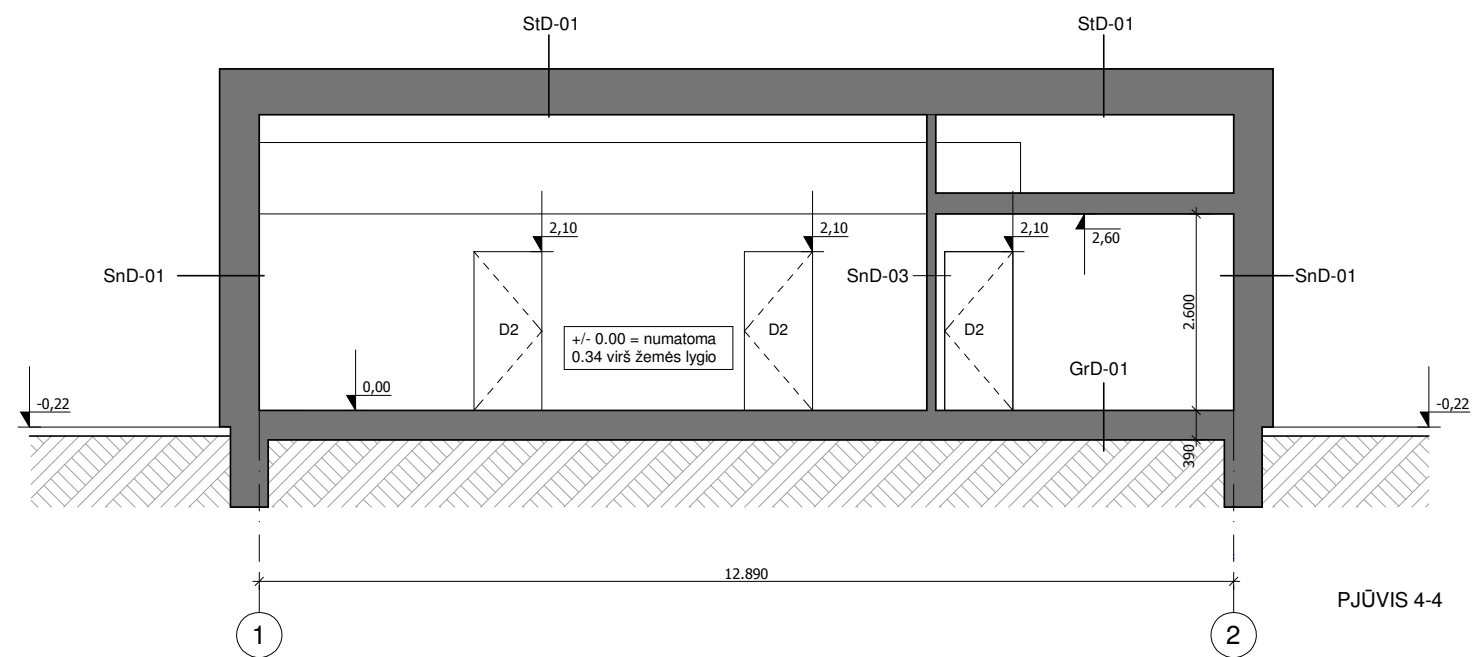 StD-01
StD-01
2,10
2,10
2,10
2,60
SnD-01
SnD-03
SnD-01
2.600
D2
D2
D2
+/- 0.00 = numatoma
0.34 virš žemės lygio
GrD-01
0,00
-0,22
-0,22
390
12.890
PJŪVIS 4-4
1
2